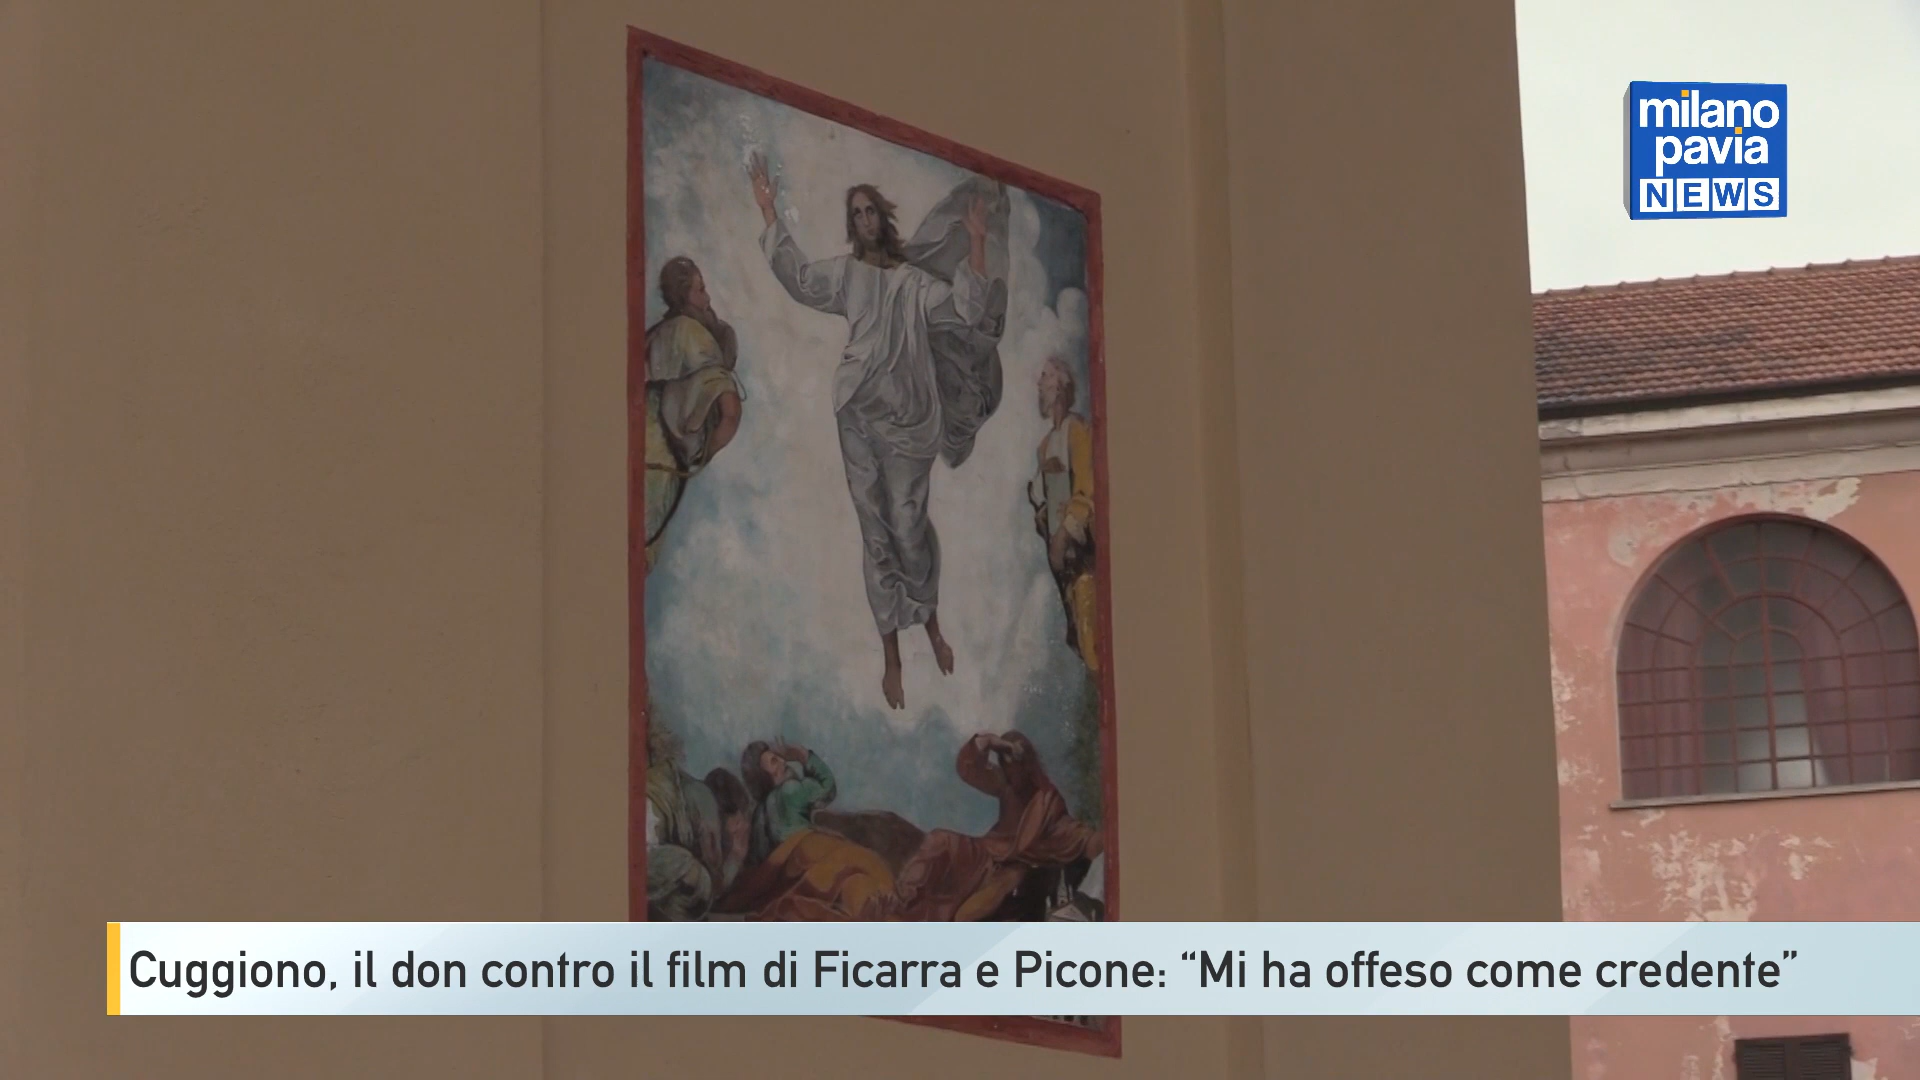 milano
pavia
NEWS
Cuggiono, il don contro il film di Ficarra e Picone: “Mi ha offeso come credente”